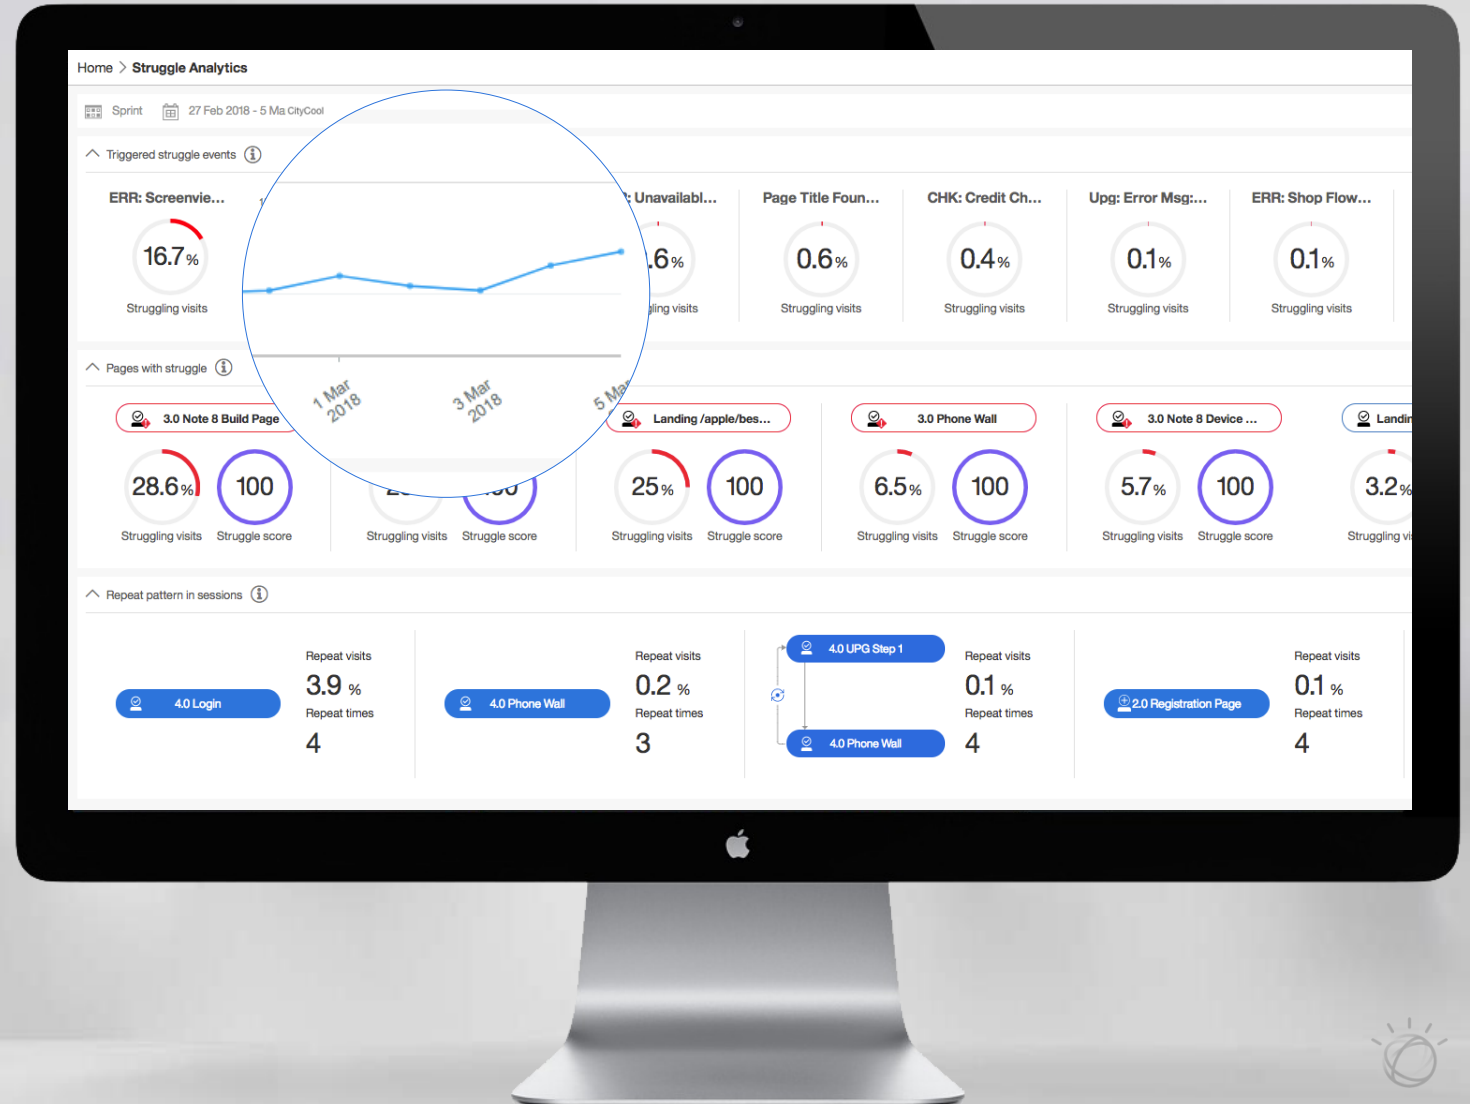 Home > Struggle Analytics
Sprint 27 Feb 2018 - 5 Ma CityCool
Triggered struggle events
ERR: Screenvie...
16.7%
Struggling visits
Unavailabl...
.6%
visits
Page Title Foun...
0.6%
Struggling visits
CHK: Credit Ch...
0.4%
Struggling visits
Upg: Error Msg:...
0.1%
Struggling visits
ERR: Shop Flow...
0.1%
Struggling visits
1 Mar
2018
3 Mar
2018
5 Mar
Pages with struggle
3.0 Note 8 Build Page
28.6%
Struggling visits
100
Struggle score
Struggling visits
Struggle score
Landing /apple/bes...
25%
Struggling visits
100
Struggle score
3.0 Phone Wall
6.5%
Struggling visits
100
Struggle score
3.0 Note 8 Device ...
5.7%
Struggling visits
100
Struggle score
Landin
3.2%
Struggling vi
Repeat pattern in sessions
4.0 Login
Repeat visits
3.9 %
Repeat times
4
4.0 Phone Wall
Repeat visits
0.2 %
Repeat times
3
4.0 UPG Step 1
4.0 Phone Wall
Repeat visits
0.1 %
Repeat times
4
2.0 Registration Page
Repeat visits
0.1 %
Repeat times
4